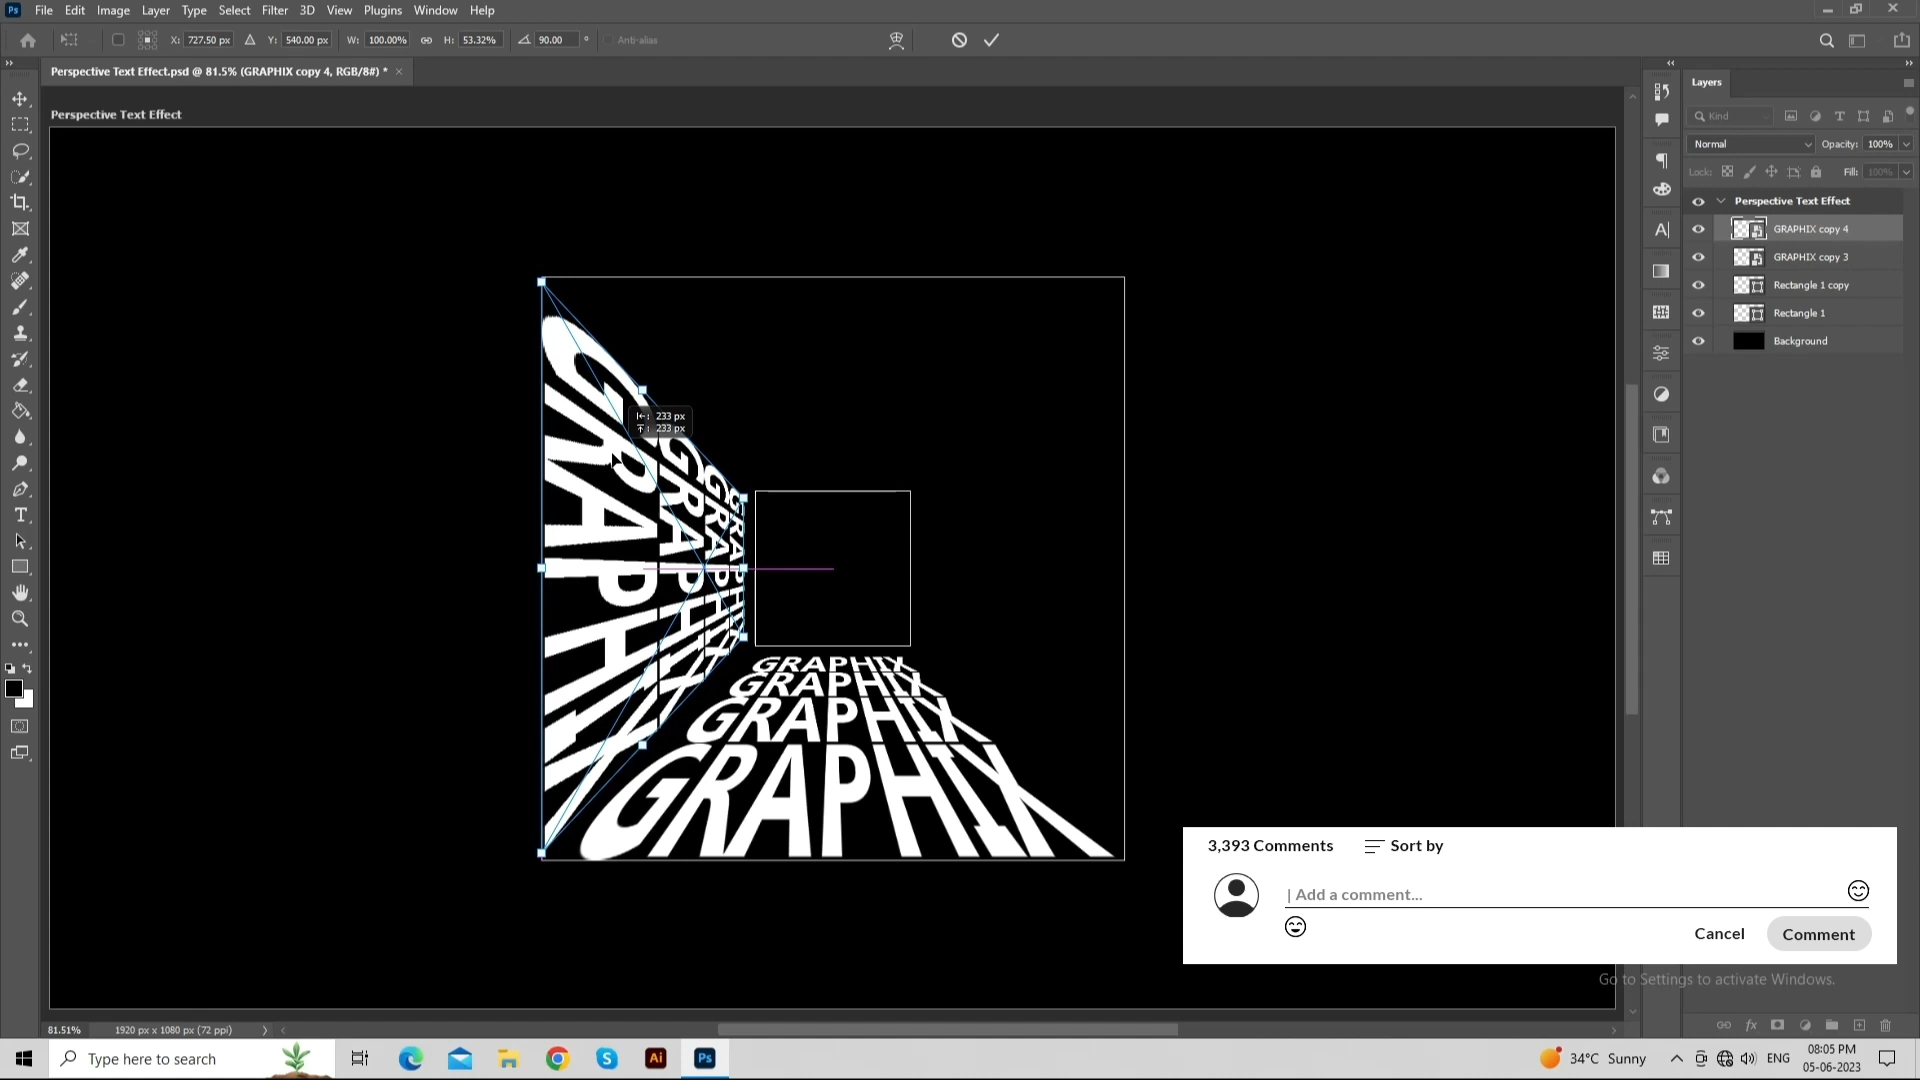 Ps File Edit Image Layer Type Select Filter 3D View Plugins Window Help
X: 727.50 px Y: 540.00 px W: 100.00% H: 53.32% 90.00 ° Anti-alias
Perspective Text Effect.psd @ 81.5% (GRAPHIX copy 4, RGB/8#) * ×
Perspective Text Effect
Layers
Kind
Normal Opacity: 100%
Lock: Fill: 100%
Perspective Text Effect
GRAPHIX copy 4
GRAPHIX copy 3
Rectangle 1 copy
Rectangle 1
Background
233 px
233 px
GRAPHIX
GRAPHIX
GRAPHIX
GRAPHIX
GRAPHIX
GRAPHIX
GRAPHIX
GRAPHIX
3,393 Comments Sort by
Add a comment...
Cancel Comment
Go to Settings to activate Windows.
81.51% 1920 px x 1080 px (72 ppi)
Type here to search
Ai Ps
34°C Sunny ENG
08:05 PM
05-06-2023